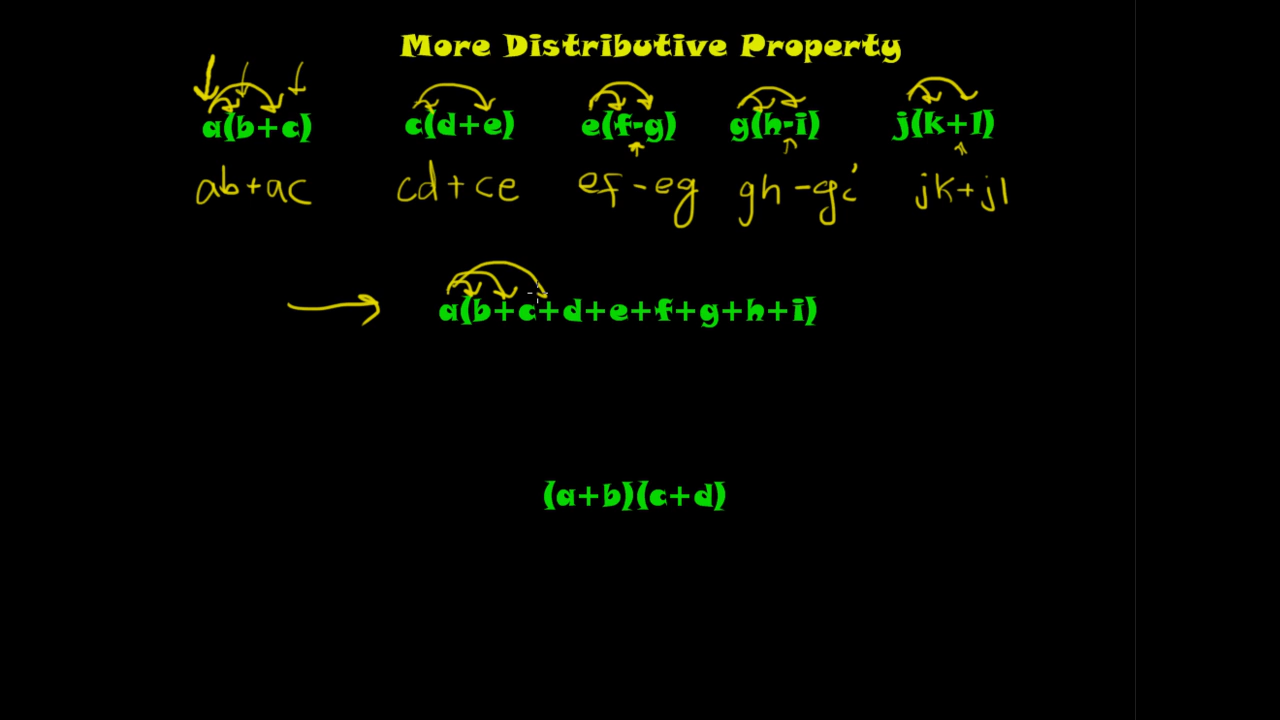 More Distributive Property
a(b+c) c(d+e) e(f-g) g(h-i) j(k+l)
ab+ac cd+ce ef-eg gh-gi jk+jl
a(b+c+d+e+f+g+h+i)
(a+b)(c+d)